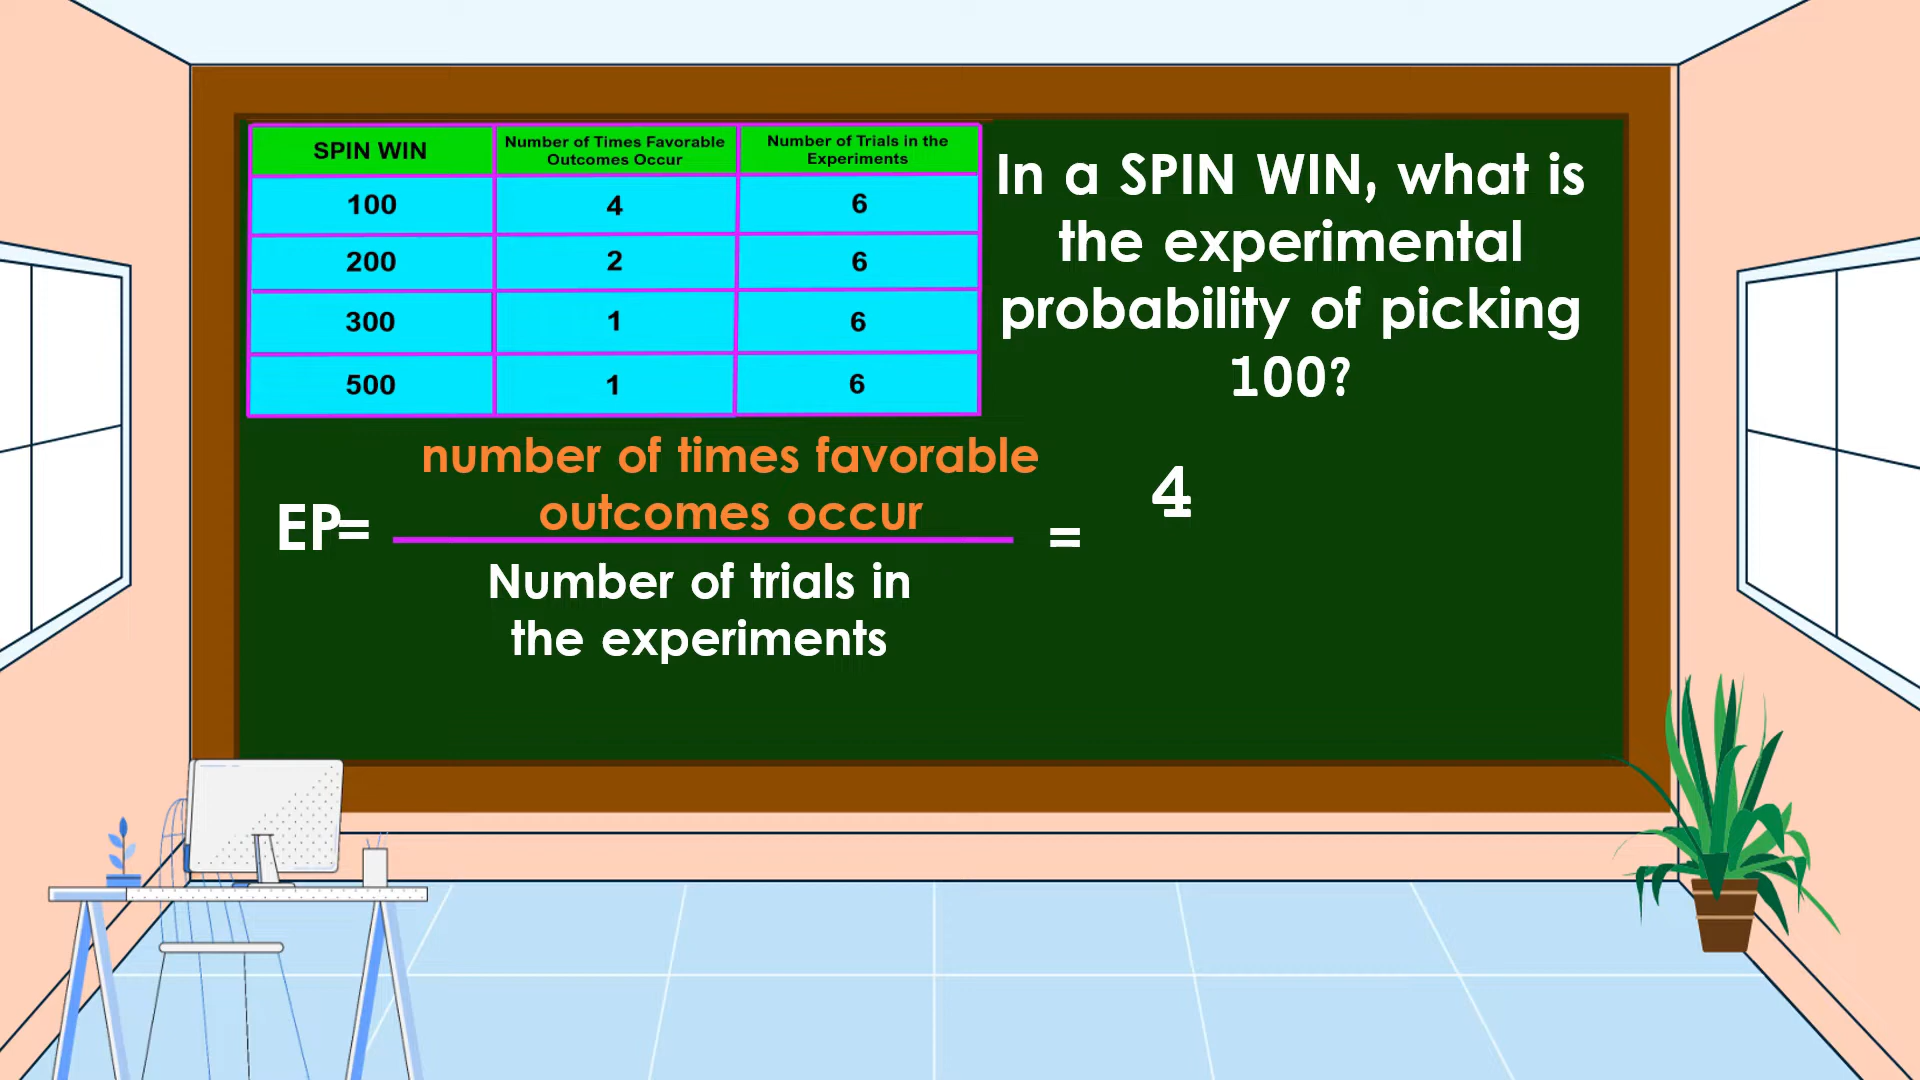 SPIN WIN
Number of Times Favorable
Outcomes Occur
Number of Trials in the
Experiments
100
4
6
200
2
6
300
1
6
500
1
6
In a SPIN WIN, what is
the experimental
probability of picking
100?
EP=
number of times favorable
outcomes occur
Number of trials in
the experiments
=
4